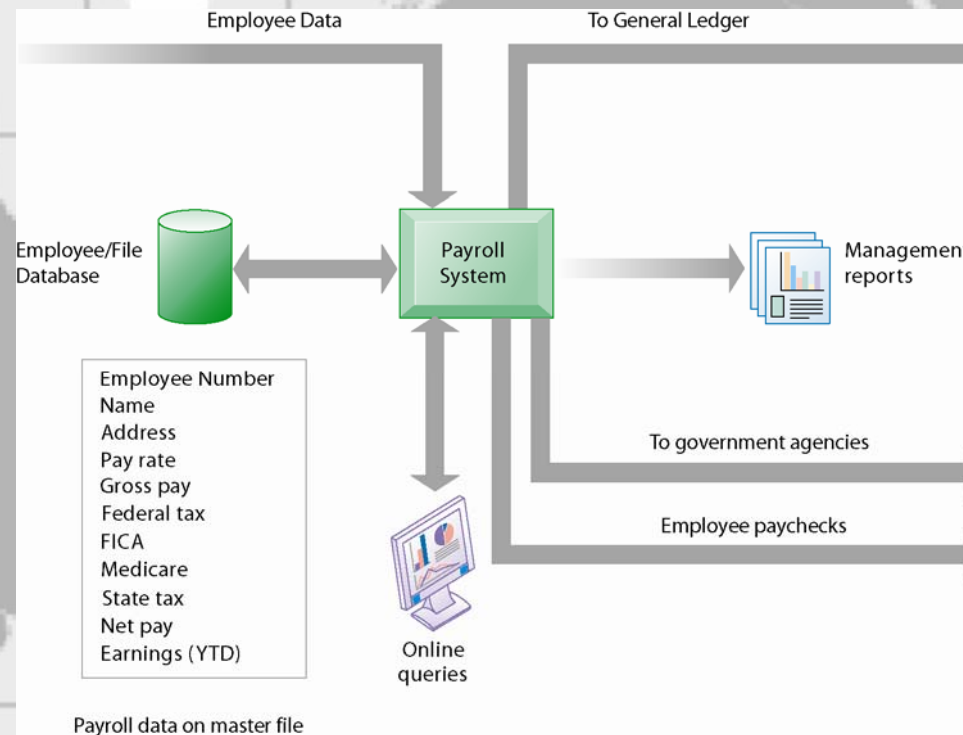 Employee Data
To General Ledger
Employee/File
Database
Payroll
System
Managemen
reports
Employee Number
Name
Address
Pay rate
Gross pay
Federal tax
FICA
Medicare
State tax
Net pay
Earnings (YTD)
To government agencies
Employee paychecks
Online
queries
Payroll data on master file